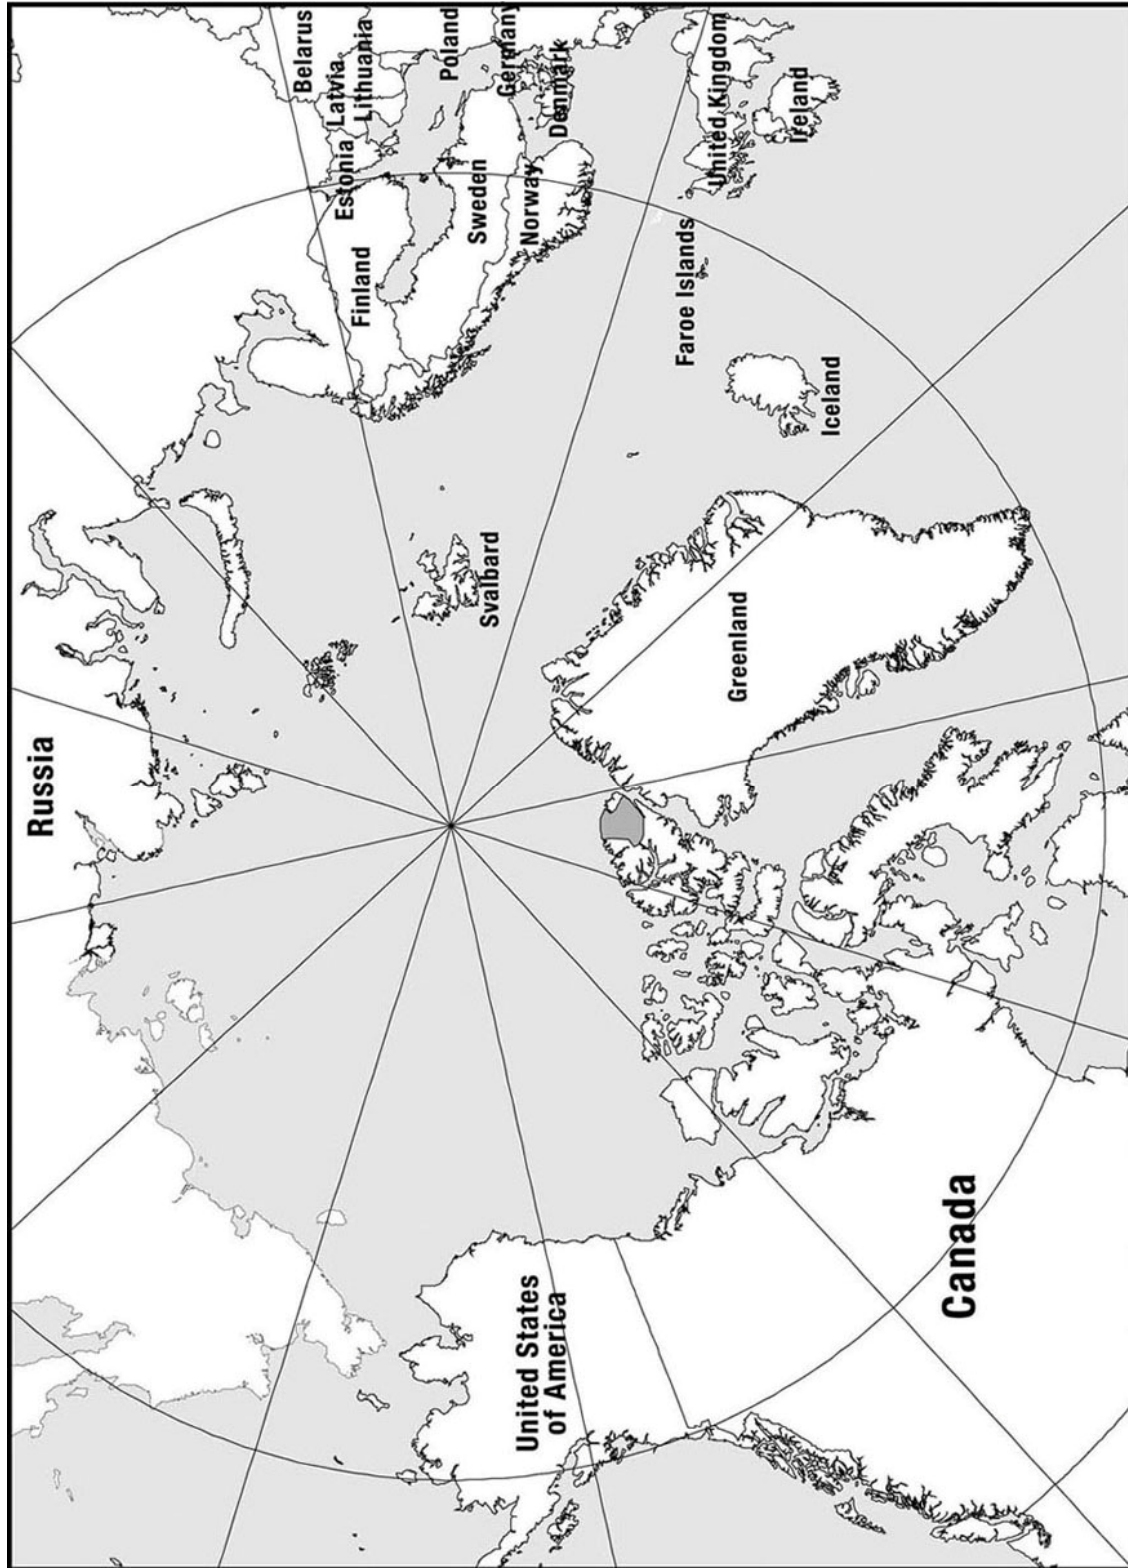 Russia
Belarus
Latvia
Lithuania
Estonia
Poland
Germany
Denmark
Finland
Sweden
Norway
United Kingdom
Ireland
Faroe Islands
Iceland
Svalbard
Greenland
United States
of America
Canada